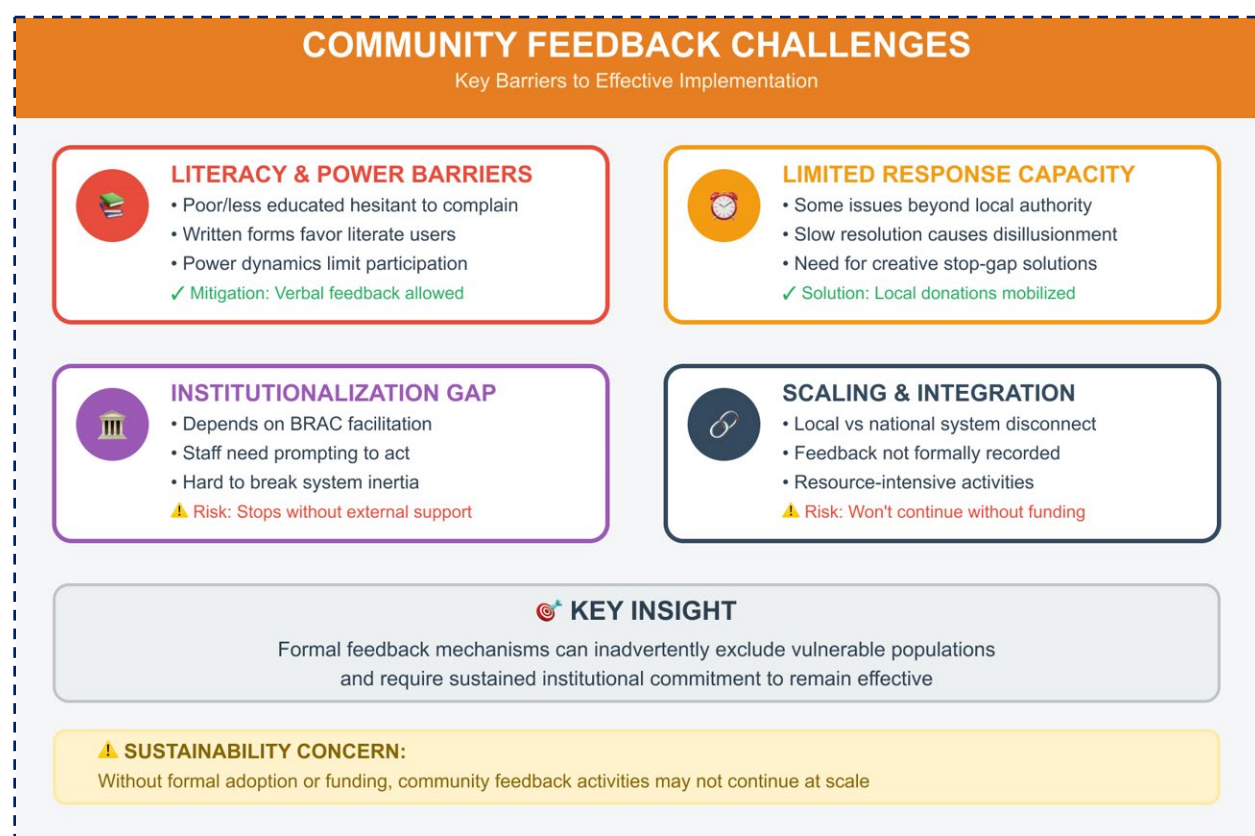 COMMUNITY FEEDBACK CHALLENGES
Key Barriers to Effective Implementation
LITERACY & POWER BARRIERS
• Poor/less educated hesitant to complain
• Written forms favor literate users
• Power dynamics limit participation
✓ Mitigation: Verbal feedback allowed
LIMITED RESPONSE CAPACITY
• Some issues beyond local authority
• Slow resolution causes disillusionment
• Need for creative stop-gap solutions
✓ Solution: Local donations mobilized
INSTITUTIONALIZATION GAP
• Depends on BRAC facilitation
• Staff need prompting to act
• Hard to break system inertia
⚠ Risk: Stops without external support
SCALING & INTEGRATION
• Local vs national system disconnect
• Feedback not formally recorded
• Resource-intensive activities
⚠ Risk: Won't continue without funding
🎯 KEY INSIGHT
Formal feedback mechanisms can inadvertently exclude vulnerable populations
and require sustained institutional commitment to remain effective
⚠ SUSTAINABILITY CONCERN:
Without formal adoption or funding, community feedback activities may not continue at scale